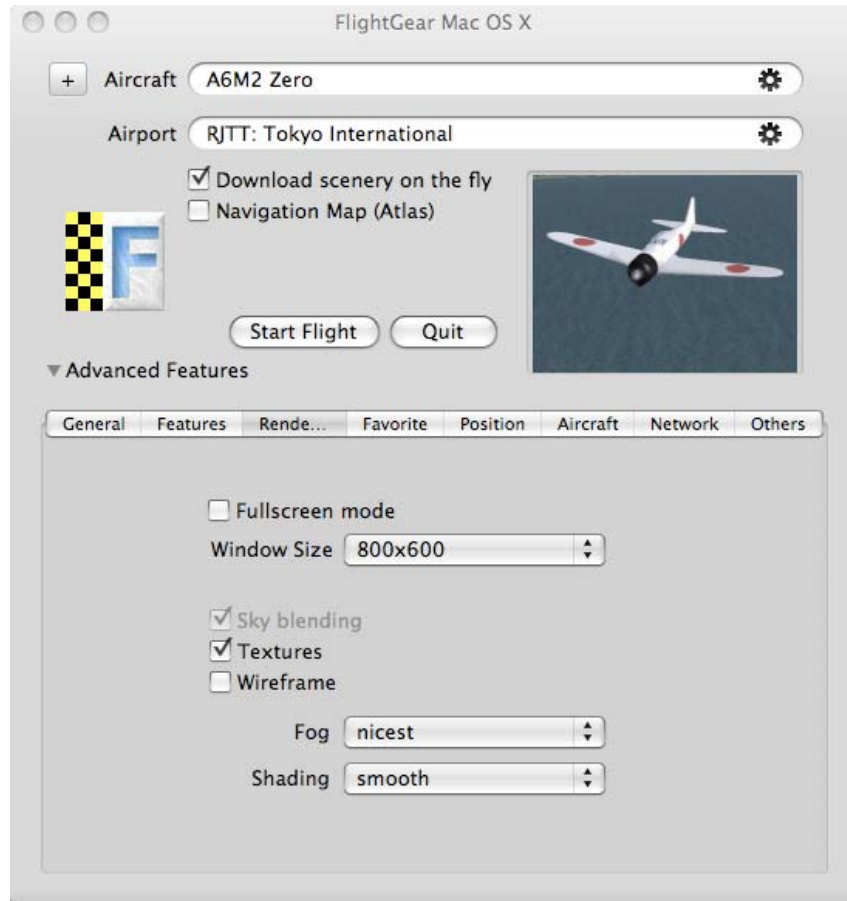 FlightGear Mac OS X
+ Aircraft A6M2 Zero
Airport RJTT: Tokyo International
Download scenery on the fly
Navigation Map (Atlas)
F
Start Flight Quit
Advanced Features
General Features Rende... Favorite Position Aircraft Network Others
Fullscreen mode
Window Size 800x600
Sky blending
Textures
Wireframe
Fog nicest
Shading smooth